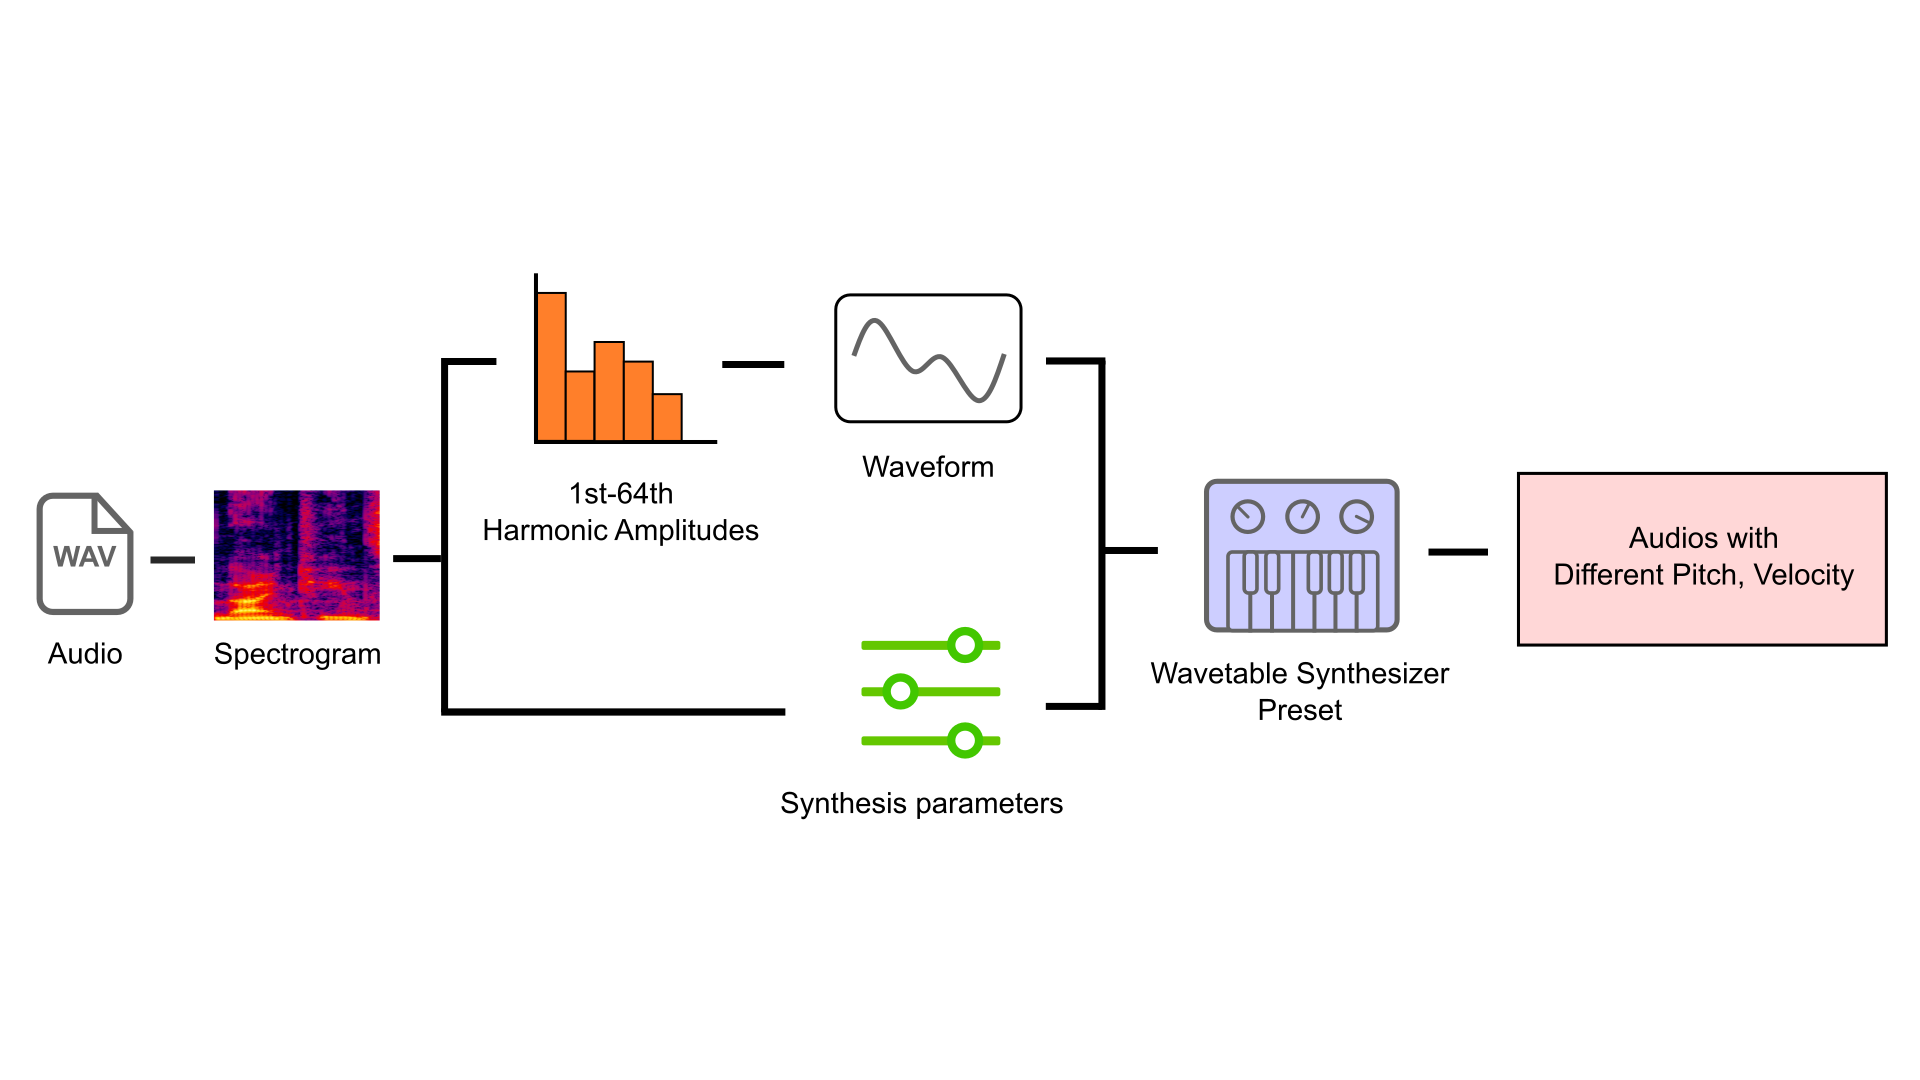 WAV
Audio
Spectrogram
1st-64th
Harmonic Amplitudes
Waveform
Synthesis parameters
Wavetable Synthesizer
Preset
Audios with
Different Pitch, Velocity